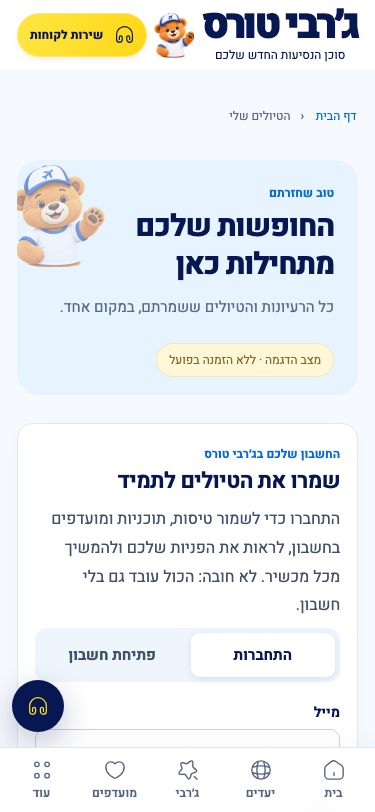 ג׳רבי טורס
סוכן הנסיעות החדש שלכם
שירות לקוחות
דף הבית › הטיולים שלי
טוב שחזרתם
החופשות שלכם
מתחילות כאן
כל הרעיונות והטיולים ששמרתם, במקום אחד.
מצב הדגמה · ללא הזמנה בפועל
החשבון שלכם בג׳רבי טורס
שמרו את הטיולים לתמיד
התחברו כדי לשמור טיסות, תוכניות ומועדפים
בחשבון, לראות את הפניות שלכם ולהמשיך
מכל מכשיר. לא חובה: הכול עובד גם בלי
חשבון.
התחברות
פתיחת חשבון
מייל
בית
יעדים
ג׳רבי
מועדפים
עוד